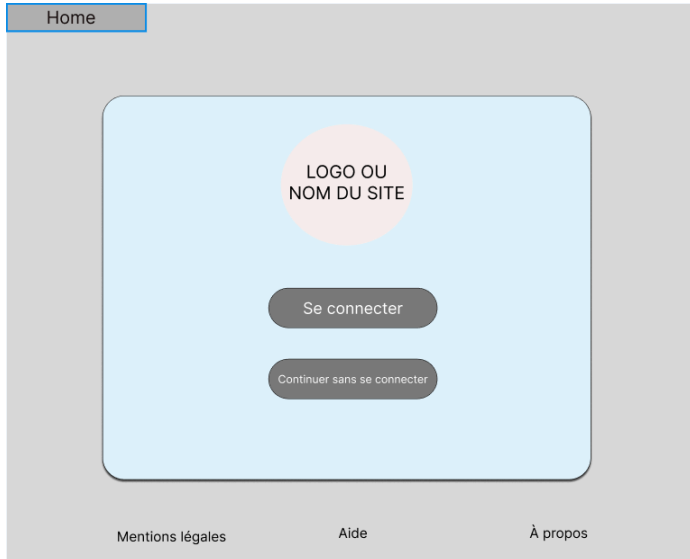 Home
LOGO OU
NOM DU SITE
Se connecter
Continuer sans se connecter
Mentions légales
Aide
À propos